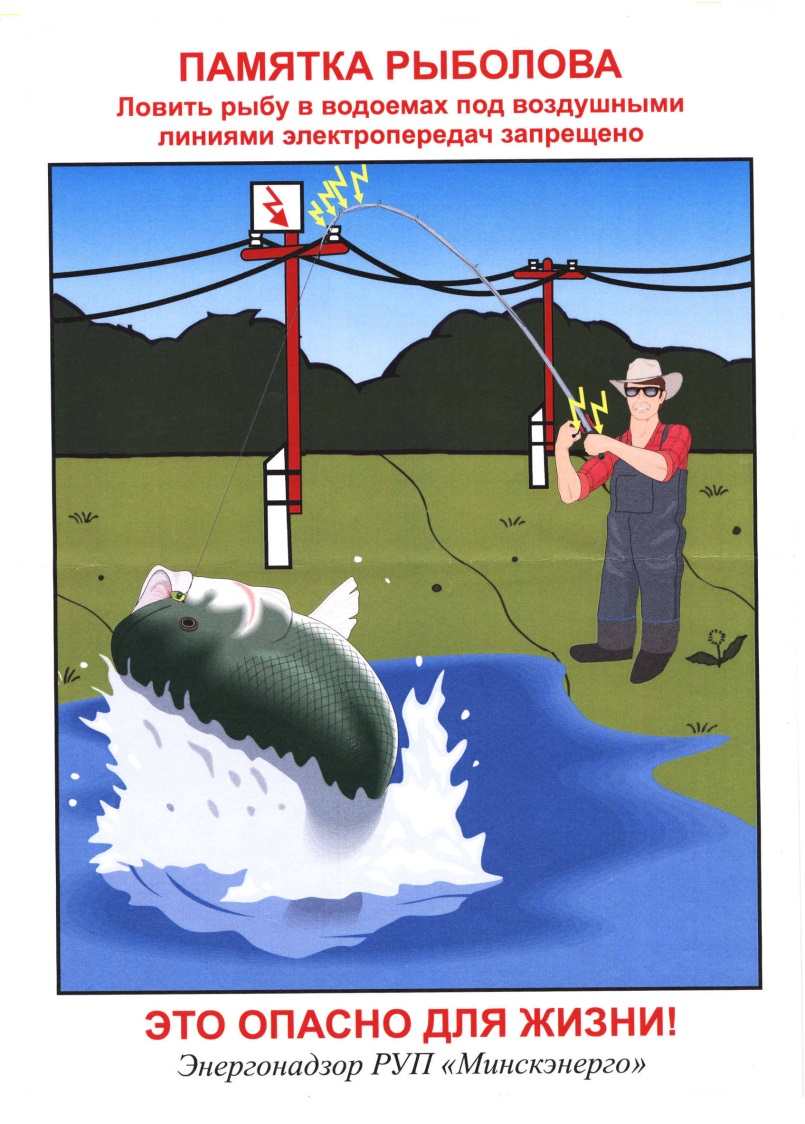 ПАМЯТКА РЫБОЛОВА
Ловить рыбу в водоемах под воздушными
линиями электропередач запрещено
ЭТО ОПАСНО ДЛЯ ЖИЗНИ!
Энергонадзор РУП «Минскэнерго»